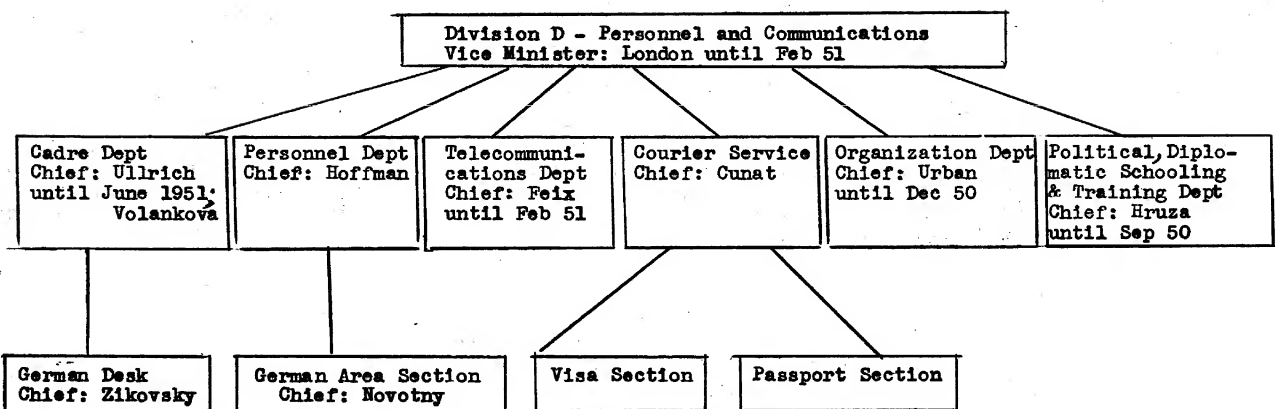 Division D - Personnel and Communications
Vice Minister: London until Feb 51
Cadre Dept
Chief: Ullrich
until June 1951;
Volanková
Personnel Dept
Chief: Hoffman
Telecommuni-
cations Dept
Chief: Feix
until Feb 51
Courier Service
Chief: Cunat
Organization Dept
Chief: Urban
until Dec 50
Political, Diplo-
matic Schooling
& Training Dept
Chief: Hruza
until Sep 50
German Desk
Chief: Zikovsky
German Area Section
Chief: Novotny
Visa Section
Passport Section